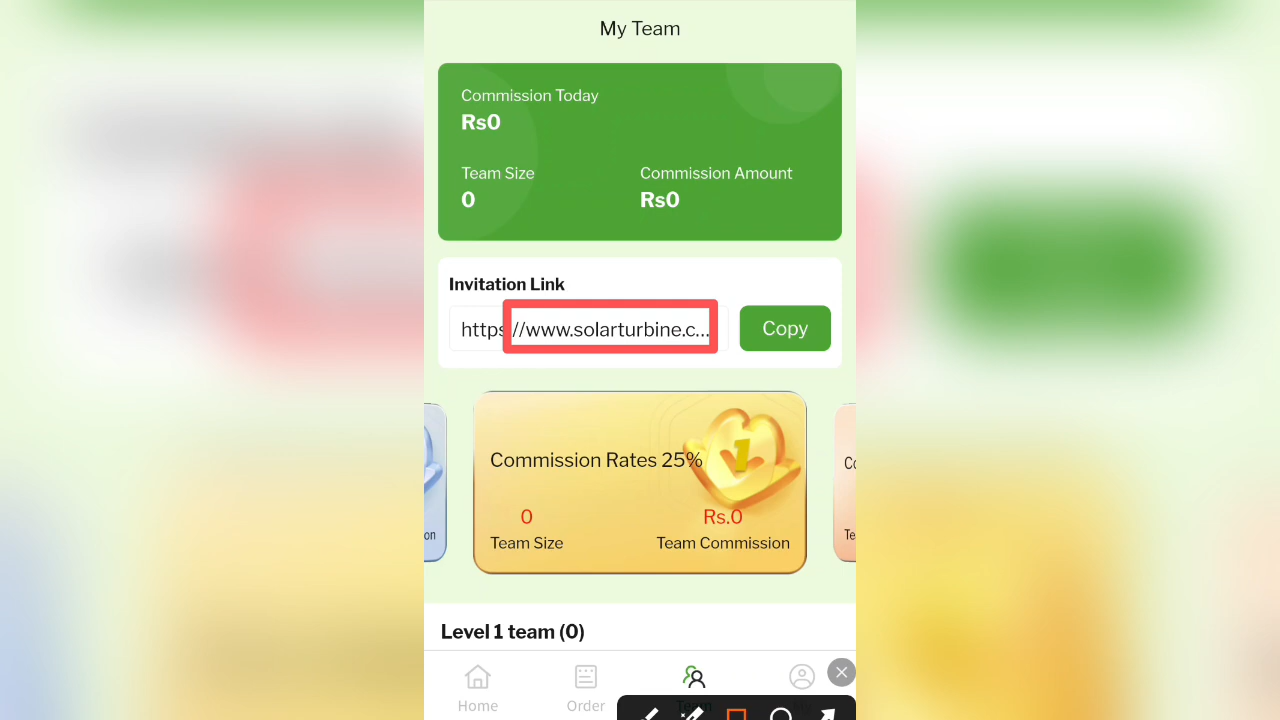 My Team
Commission Today
Rs0
Team Size
Commission Amount
0
Rs0
Invitation Link
https://www.solarturbine.c...
Copy
Commission Rates 25%
1
0
Rs.0
Team Size
Team Commission
Level 1 team (0)
Home
Order